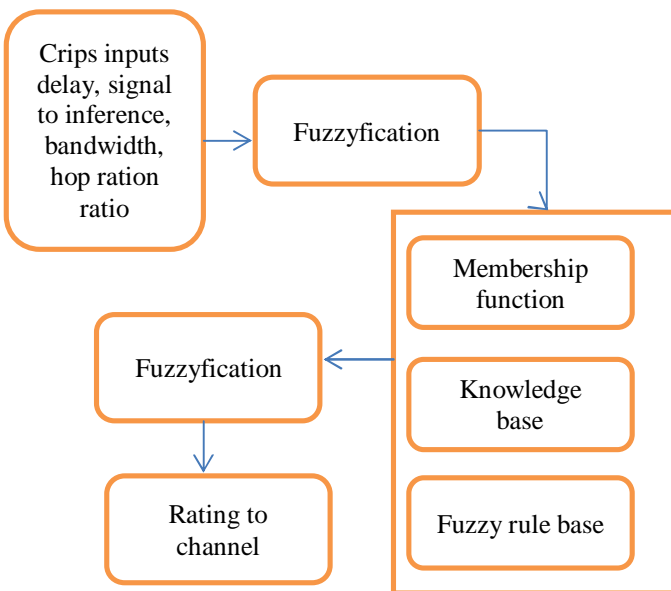 Crips inputs
delay, signal
to inference,
bandwidth,
hop ration
ratio
Fuzzyfication
Membership
function
Knowledge
base
Fuzzy rule base
Fuzzyfication
Rating to
channel